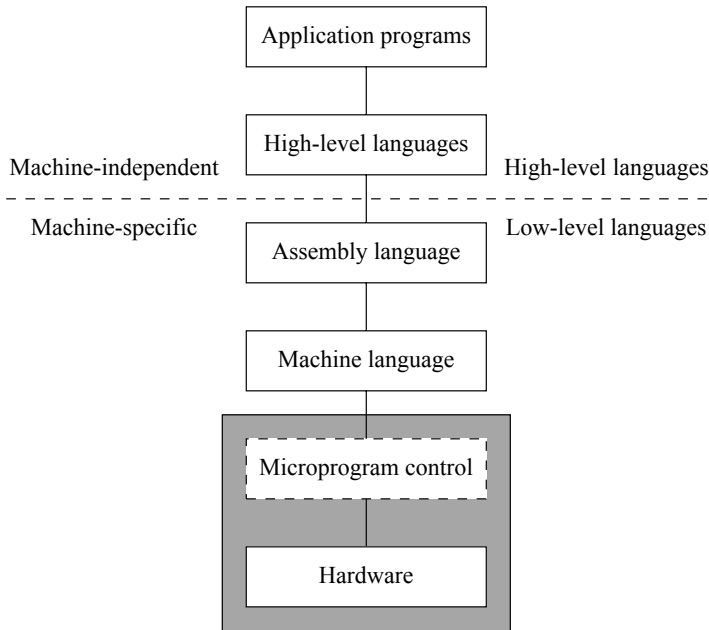 Application programs
High-level languages
Machine-independent
High-level languages
Machine-specific
Low-level languages
Assembly language
Machine language
Microprogram control
Hardware